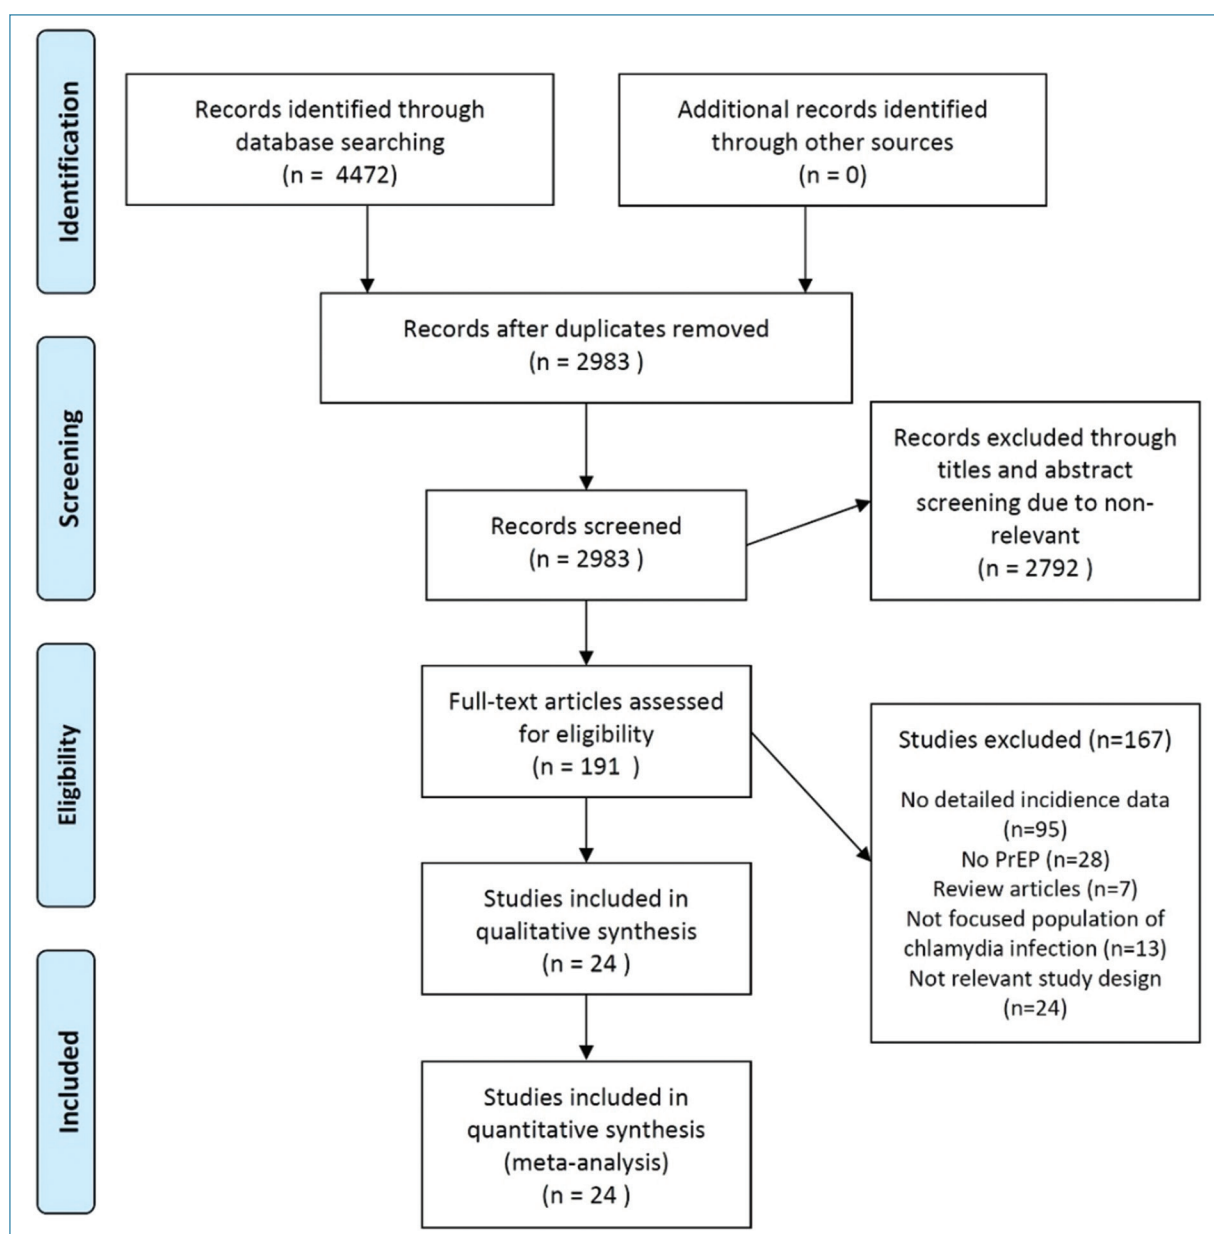 Identification
Records identified through
database searching
(n = 4472)
Additional records identified
through other sources
(n = 0)
Records after duplicates removed
(n = 2983 )
Screening
Records screened
(n = 2983 )
Records excluded through
titles and abstract
screening due to non-
relevant
(n = 2792 )
Eligibility
Full-text articles assessed
for eligibility
(n = 191 )
Studies excluded (n=167)
No detailed incidience data
(n=95)
No PrEP (n=28)
Review articles (n=7)
Not focused population of
chlamydia infection (n=13)
Not relevant study design
(n=24)
Studies included in
qualitative synthesis
(n = 24 )
Included
Studies included in
quantitative synthesis
(meta-analysis)
(n = 24 )